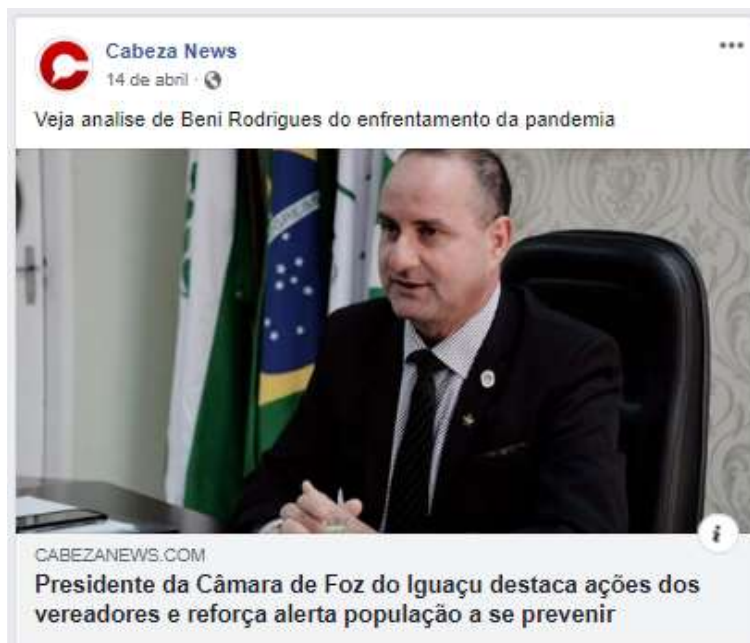 Cabeza News
14 de abril
Veja analise de Beni Rodrigues do enfrentamento da pandemia
CABEZANEWS.COM
Presidente da Câmara de Foz do Iguaçu destaca ações dos
vereadores e reforça alerta população a se prevenir